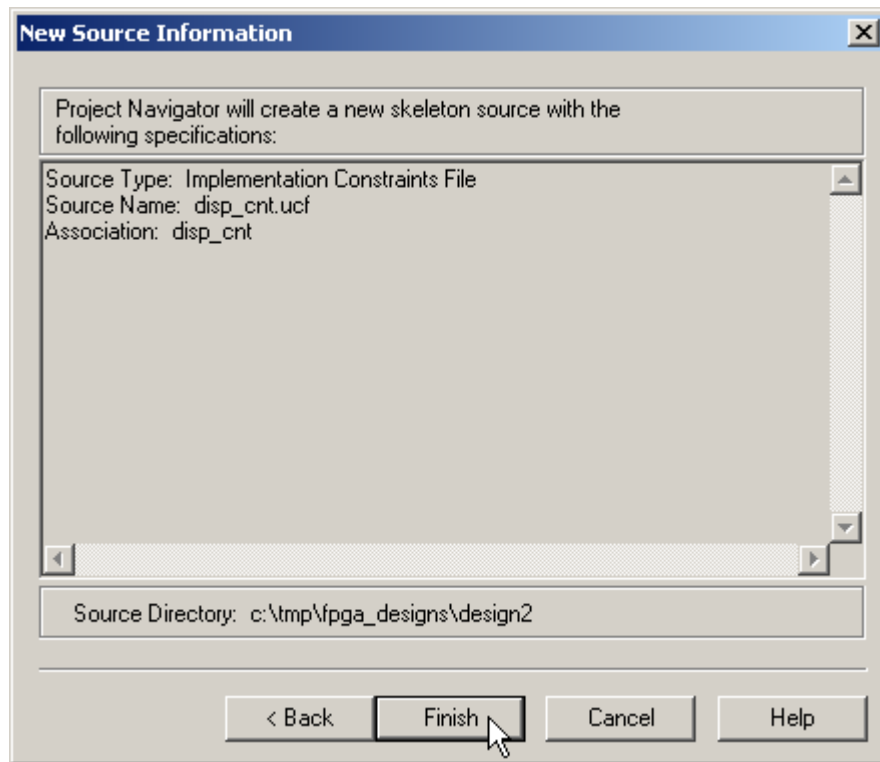 New Source Information
Project Navigator will create a new skeleton source with the
following specifications:
Source Type:  Implementation Constraints File
Source Name:  disp_cnt.ucf
Association:  disp_cnt
Source Directory:  c:\tmp\fpga_designs\design2
< Back
Finish
Cancel
Help